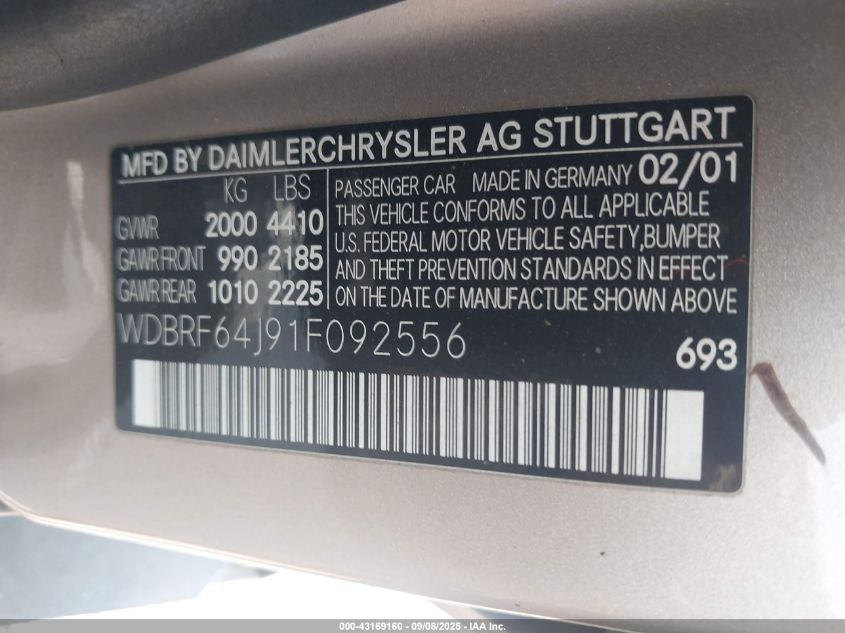 MFD BY DAIMLERCHRYSLER AG STUTTGART
KG LBS
GVWR 2000 4410
GAWR FRONT 990 2185
GAWR REAR 1010 2225
PASSENGER CAR MADE IN GERMANY 02/01
THIS VEHICLE CONFORMS TO ALL APPLICABLE
U.S. FEDERAL MOTOR VEHICLE SAFETY,BUMPER
AND THEFT PREVENTION STANDARDS IN EFFECT
ON THE DATE OF MANUFACTURE SHOWN ABOVE
WDBRF64J91F092556
693
000-43169160 - 09/08/2025 - IAA Inc.